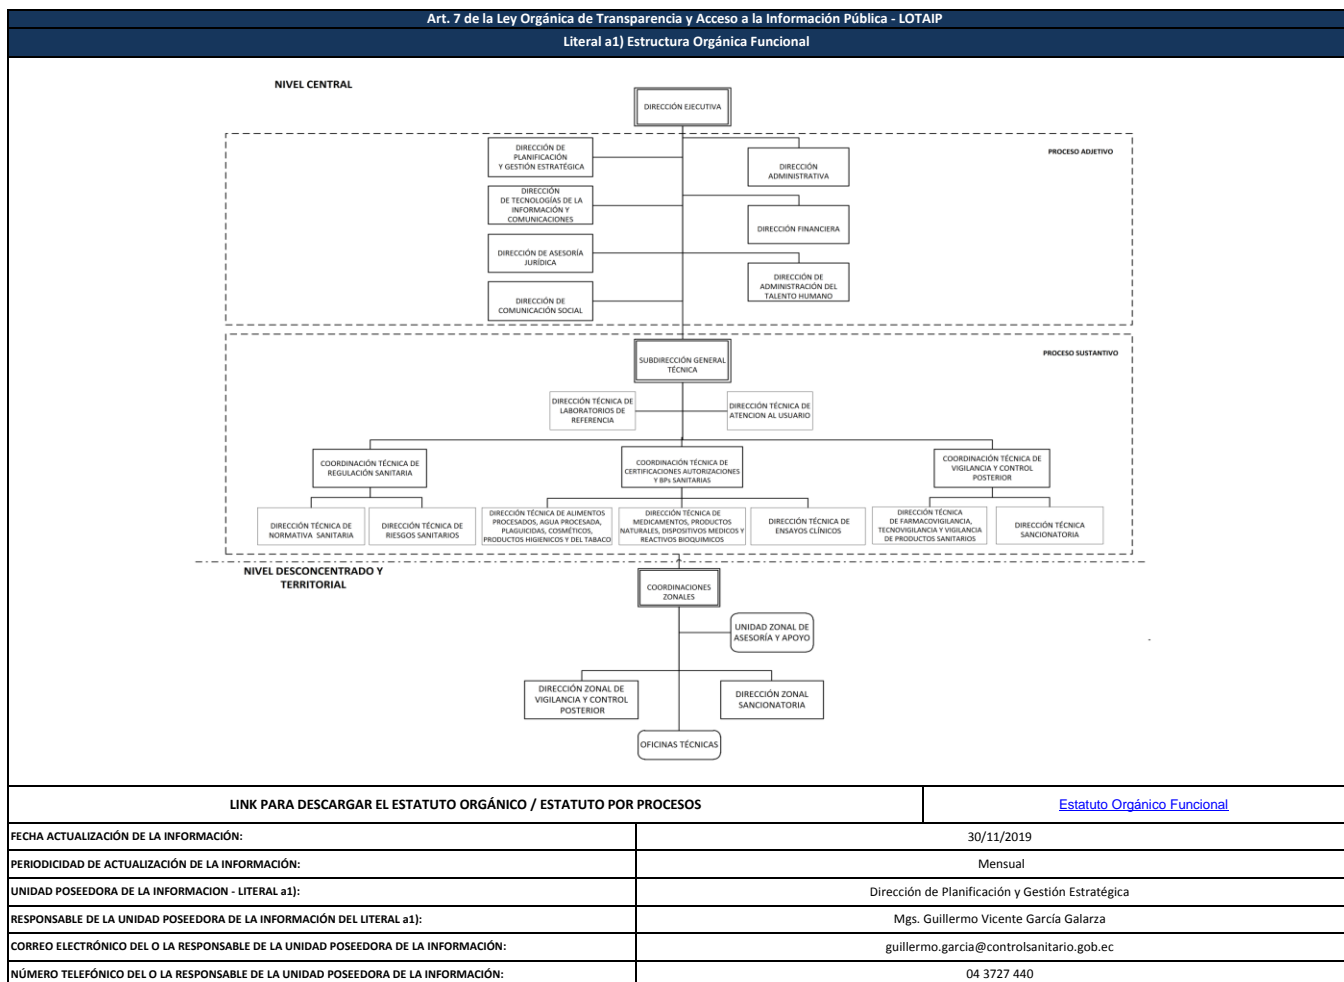 Art. 7 de la Ley Orgánica de Transparencia y Acceso a la Información Pública - LOTAIP
Literal a1) Estructura Orgánica Funcional
NIVEL CENTRAL
DIRECCIÓN EJECUTIVA
PROCESO ADJETIVO
DIRECCIÓN DE
PLANIFICACIÓN
Y GESTIÓN ESTRATÉGICA
DIRECCIÓN
ADMINISTRATIVA
DIRECCIÓN
DE TECNOLOGÍAS DE LA
INFORMACIÓN Y
COMUNICACIONES
DIRECCIÓN FINANCIERA
DIRECCIÓN DE ASESORÍA
JURÍDICA
DIRECCIÓN DE
ADMINISTRACIÓN DEL
TALENTO HUMANO
DIRECCIÓN DE
COMUNICACIÓN SOCIAL
PROCESO SUSTANTIVO
SUBDIRECCIÓN GENERAL
TÉCNICA
DIRECCIÓN TÉCNICA DE
LABORATORIOS DE
REFERENCIA
DIRECCIÓN TÉCNICA DE
ATENCION AL USUARIO
COORDINACIÓN TÉCNICA DE
REGULACIÓN SANITARIA
COORDINACIÓN TÉCNICA DE
CERTIFICACIONES AUTORIZACIONES
Y BPs SANITARIAS
COORDINACIÓN TÉCNICA DE
VIGILANCIA Y CONTROL
POSTERIOR
DIRECCIÓN TÉCNICA DE
NORMATIVA SANITARIA
DIRECCIÓN TÉCNICA DE
RIESGOS SANITARIOS
DIRECCIÓN TÉCNICA DE ALIMENTOS
PROCESADOS, AGUA PROCESADA,
PLAGUICIDAS, COSMÉTICOS,
PRODUCTOS HIGIENICOS Y DEL TABACO
DIRECCIÓN TÉCNICA DE
MEDICAMENTOS, PRODUCTOS
NATURALES, DISPOSITIVOS MEDICOS Y
REACTIVOS BIOQUIMICOS
DIRECCIÓN TÉCNICA DE
ENSAYOS CLÍNICOS
DIRECCIÓN TÉCNICA
DE FARMACOVIGILANCIA,
TECNOVIGILANCIA Y VIGILANCIA
DE PRODUCTOS SANITARIOS
DIRECCIÓN TÉCNICA
SANCIONATORIA
NIVEL DESCONCENTRADO Y
TERRITORIAL
COORDINACIONES
ZONALES
UNIDAD ZONAL DE
ASESORÍA Y APOYO
DIRECCIÓN ZONAL DE
VIGILANCIA Y CONTROL
POSTERIOR
DIRECCIÓN ZONAL
SANCIONATORIA
OFICINAS TÉCNICAS
LINK PARA DESCARGAR EL ESTATUTO ORGÁNICO / ESTATUTO POR PROCESOS
Estatuto Orgánico Funcional
FECHA ACTUALIZACIÓN DE LA INFORMACIÓN:
30/11/2019
PERIODICIDAD DE ACTUALIZACIÓN DE LA INFORMACIÓN:
Mensual
UNIDAD POSEEDORA DE LA INFORMACION - LITERAL a1):
Dirección de Planificación y Gestión Estratégica
RESPONSABLE DE LA UNIDAD POSEEDORA DE LA INFORMACIÓN DEL LITERAL a1):
Mgs. Guillermo Vicente García Galarza
CORREO ELECTRÓNICO DEL O LA RESPONSABLE DE LA UNIDAD POSEEDORA DE LA INFORMACIÓN:
guillermo.garcia@controlsanitario.gob.ec
NÚMERO TELEFÓNICO DEL O LA RESPONSABLE DE LA UNIDAD POSEEDORA DE LA INFORMACIÓN:
04 3727 440